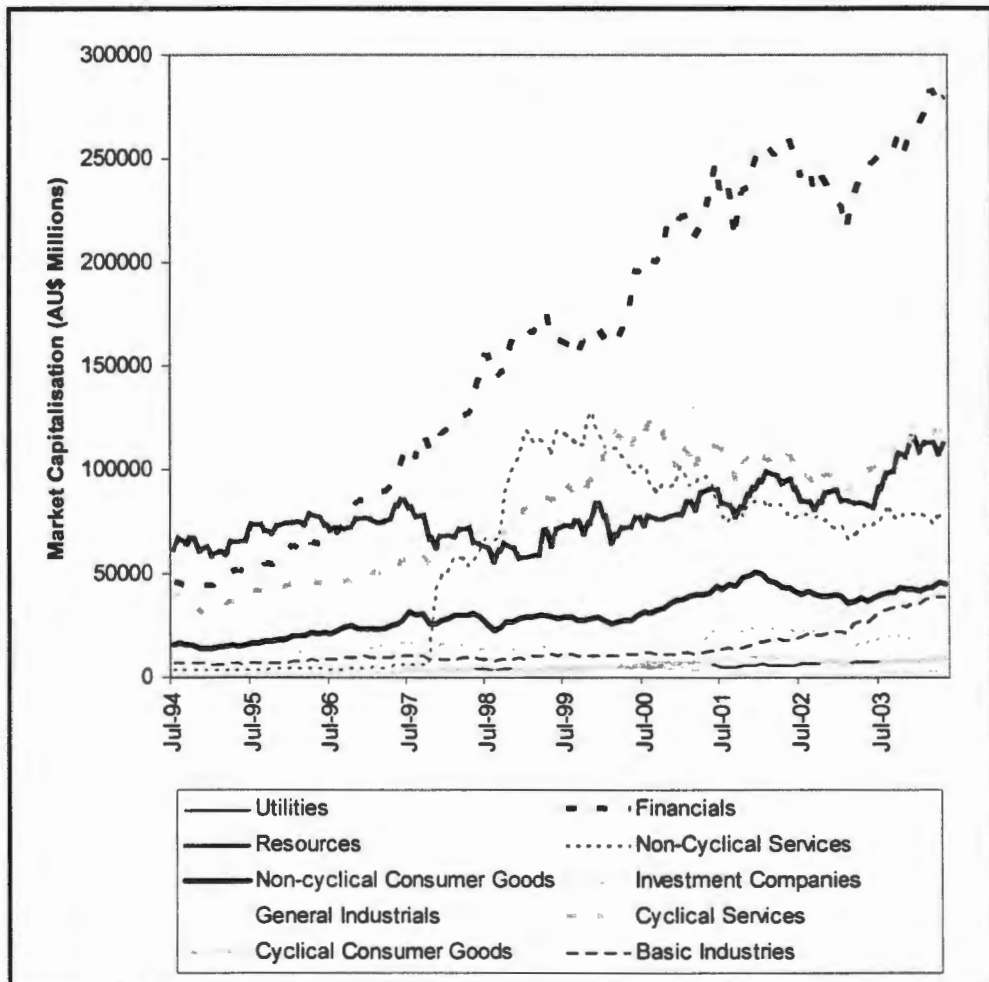 300000
250000
200000
150000
100000
50000
0
Market Capitalisation (AU$ Millions)
Jul-94
Jul-95
Jul-96
Jul-97
Jul-98
Jul-99
Jul-00
Jul-01
Jul-02
Jul-03
Utilities Financials
Resources Non-Cyclical Services
Non-cyclical Consumer Goods Investment Companies
General Industrials Cyclical Services
Cyclical Consumer Goods Basic Industries